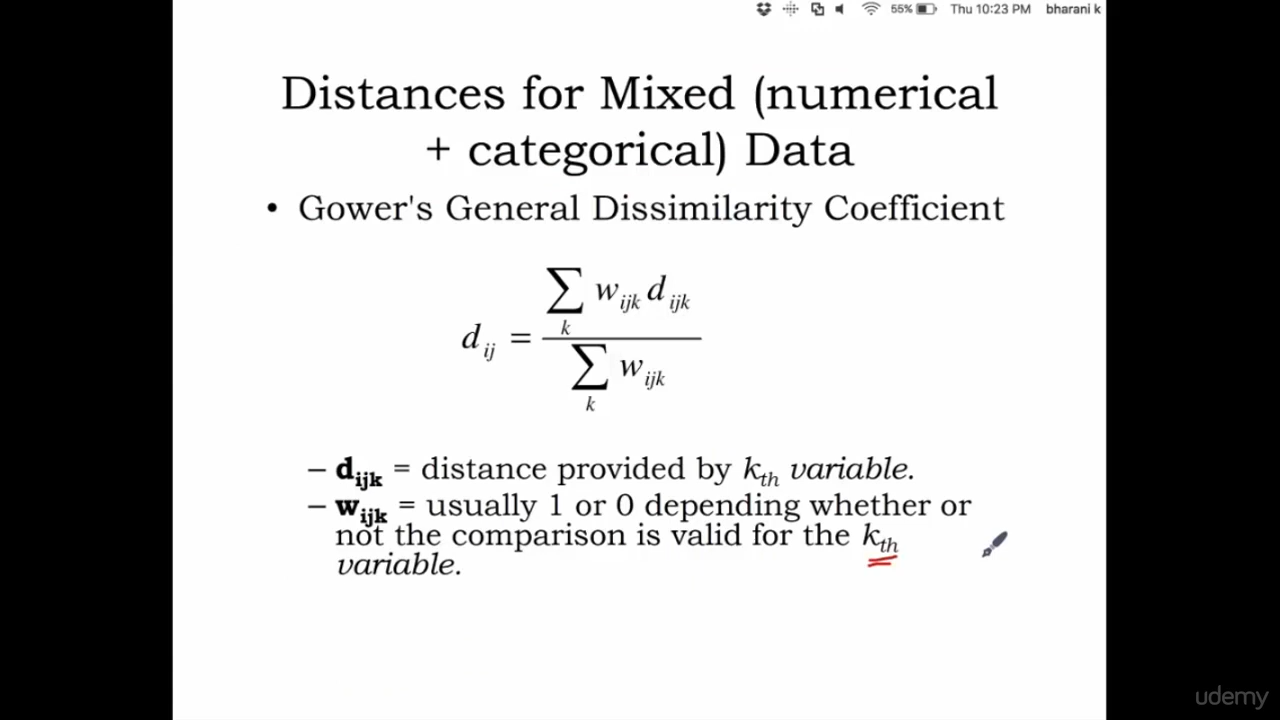 55% Thu 10:23 PM bharani k
Distances for Mixed (numerical
+ categorical) Data
• Gower's General Dissimilarity Coefficient
d_ij = ∑_k w_ijk d_ijk / ∑_k w_ijk
– d_ijk = distance provided by k_th variable.
– w_ijk = usually 1 or 0 depending whether or
not the comparison is valid for the k_th
variable.
udemy